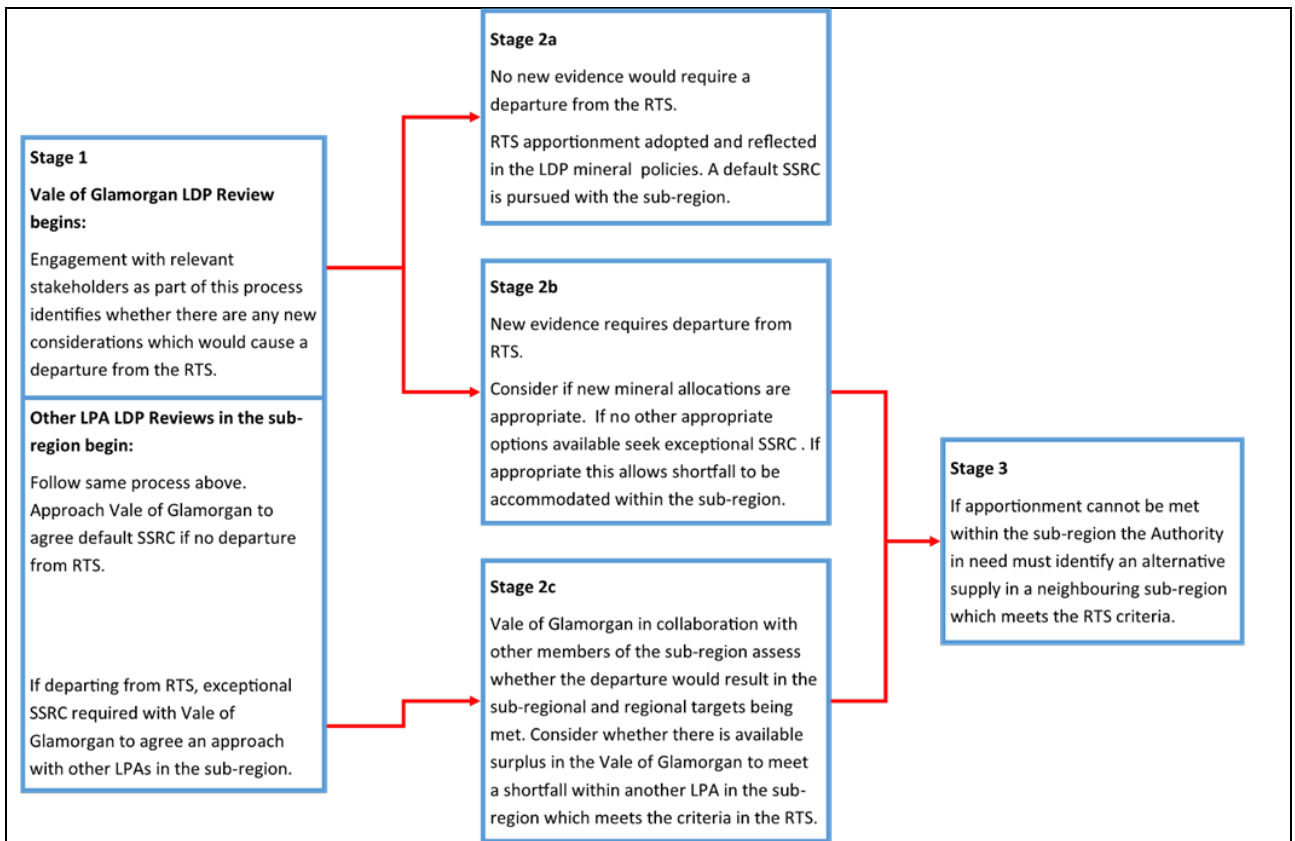 Stage 1
Vale of Glamorgan LDP Review
begins:
Engagement with relevant
stakeholders as part of this process
identifies whether there are any new
considerations which would cause a
departure from the RTS.
Other LPA LDP Reviews in the sub-
region begin:
Follow same process above.
Approach Vale of Glamorgan to
agree default SSRC if no departure
from RTS.
If departing from RTS, exceptional
SSRC required with Vale of
Glamorgan to agree an approach
with other LPAs in the sub-region.
Stage 2a
No new evidence would require a
departure from the RTS.
RTS apportionment adopted and reflected
in the LDP mineral policies. A default SSRC
is pursued with the sub-region.
Stage 2b
New evidence requires departure from
RTS.
Consider if new mineral allocations are
appropriate. If no other appropriate
options available seek exceptional SSRC . If
appropriate this allows shortfall to be
accommodated within the sub-region.
Stage 2c
Vale of Glamorgan in collaboration with
other members of the sub-region assess
whether the departure would result in the
sub-regional and regional targets being
met. Consider whether there is available
surplus in the Vale of Glamorgan to meet
a shortfall within another LPA in the sub-
region which meets the criteria in the RTS.
Stage 3
If apportionment cannot be met
within the sub-region the Authority
in need must identify an alternative
supply in a neighbouring sub-region
which meets the RTS criteria.